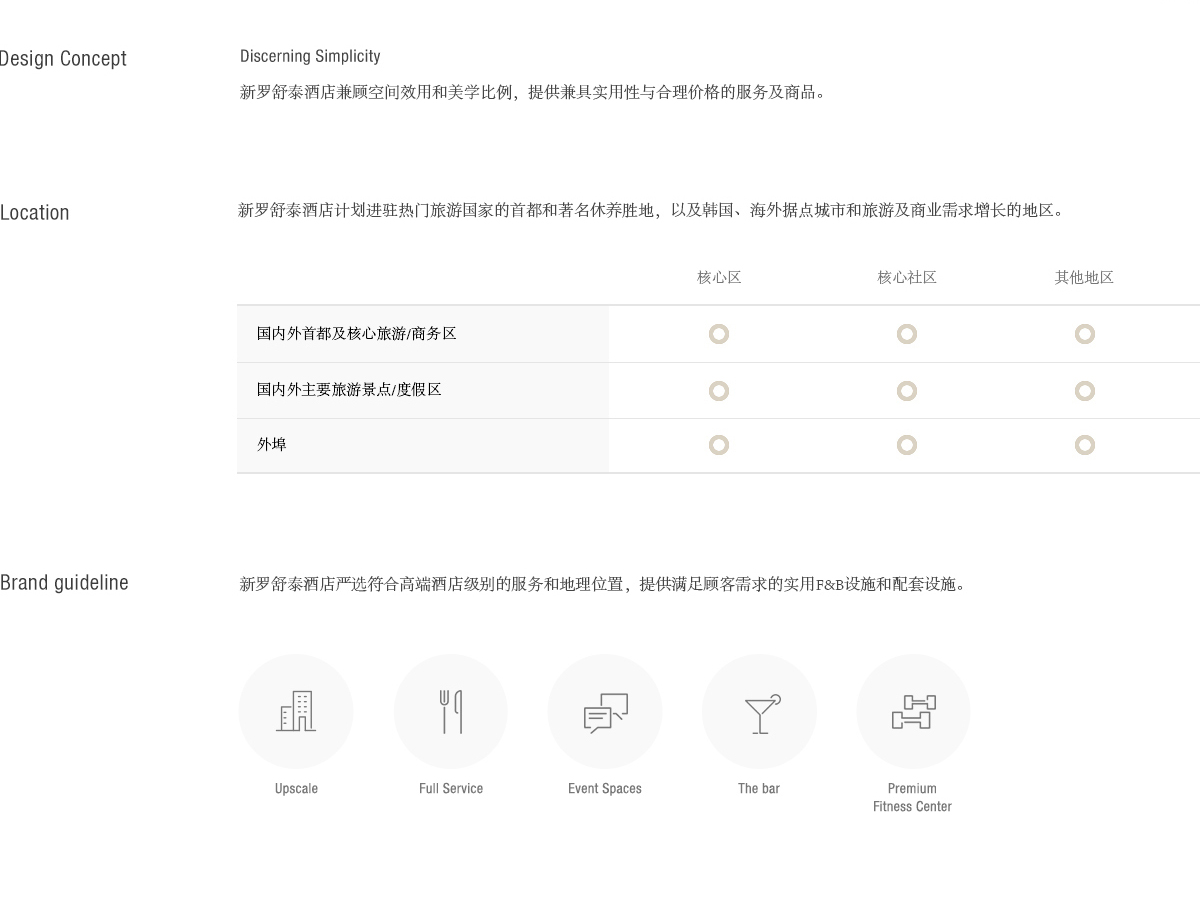 Design Concept
Discerning Simplicity
新罗舒泰酒店兼顾空间效用和美学比例，提供兼具实用性与合理价格的服务及商品。
Location
新罗舒泰酒店计划进驻热门旅游国家的首都和著名休养胜地，以及韩国、海外据点城市和旅游及商业需求增长的地区。
核心区 核心社区 其他地区
国内外首都及核心旅游/商务区
国内外主要旅游景点/度假区
外埠
Brand guideline
新罗舒泰酒店严选符合高端酒店级别的服务和地理位置，提供满足顾客需求的实用F&B设施和配套设施。
Upscale Full Service Event Spaces The bar Premium
Fitness Center